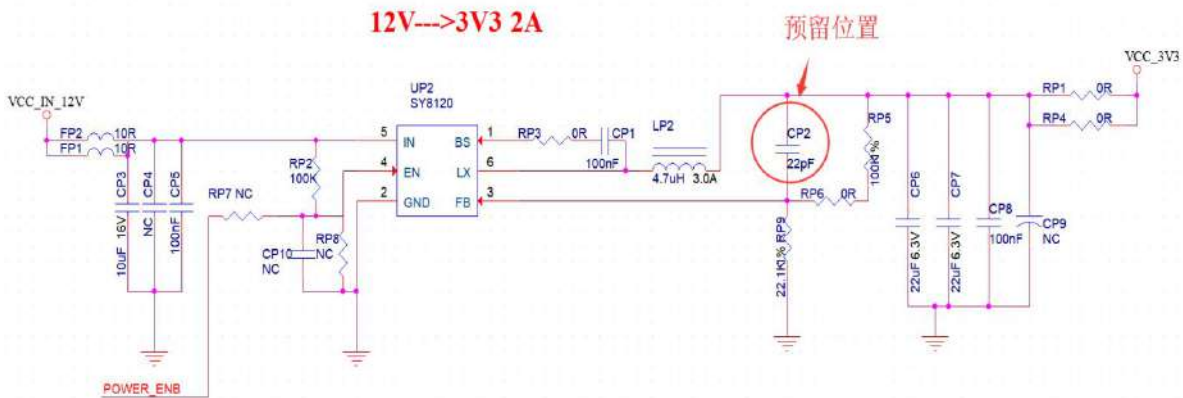 12V--->3V3 2A
预留位置
VCC_IN_12V
FP2 10R
FP1 10R
CP3
10uF 16V
CP4
NC
CP5
100nF
RP2
100K
RP7 NC
CP10
NC
RP8
NC
POWER_ENB
UP2
SY8120
5 IN
4 EN
2 GND
BS 1
LX 6
FB 3
RP3 0R
CP1
100nF
LP2
4.7uH 3.0A
CP2
22pF
RP5
100K1%
RP6 0R
RP9
22.1K1%
CP6
22uF 6.3V
CP7
22uF 6.3V
CP8
100nF
CP9
NC
RP1 0R
RP4 0R
VCC_3V3